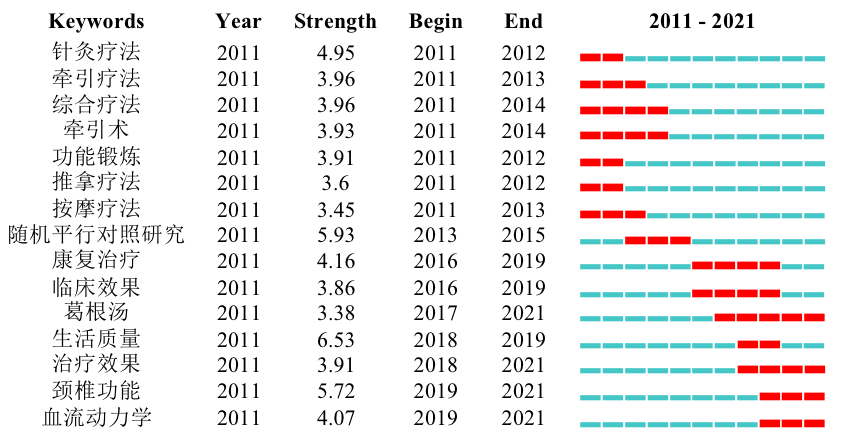 Keywords Year Strength Begin End 2011 - 2021
针灸疗法 2011 4.95 2011 2012
牵引疗法 2011 3.96 2011 2013
综合疗法 2011 3.96 2011 2014
牵引术 2011 3.93 2011 2014
功能锻炼 2011 3.91 2011 2012
推拿疗法 2011 3.6 2011 2012
按摩疗法 2011 3.45 2011 2013
随机平行对照研究 2011 5.93 2013 2015
康复治疗 2011 4.16 2016 2019
临床效果 2011 3.86 2016 2019
葛根汤 2011 3.38 2017 2021
生活质量 2011 6.53 2018 2019
治疗效果 2011 3.91 2018 2021
颈椎功能 2011 5.72 2019 2021
血流动力学 2011 4.07 2019 2021